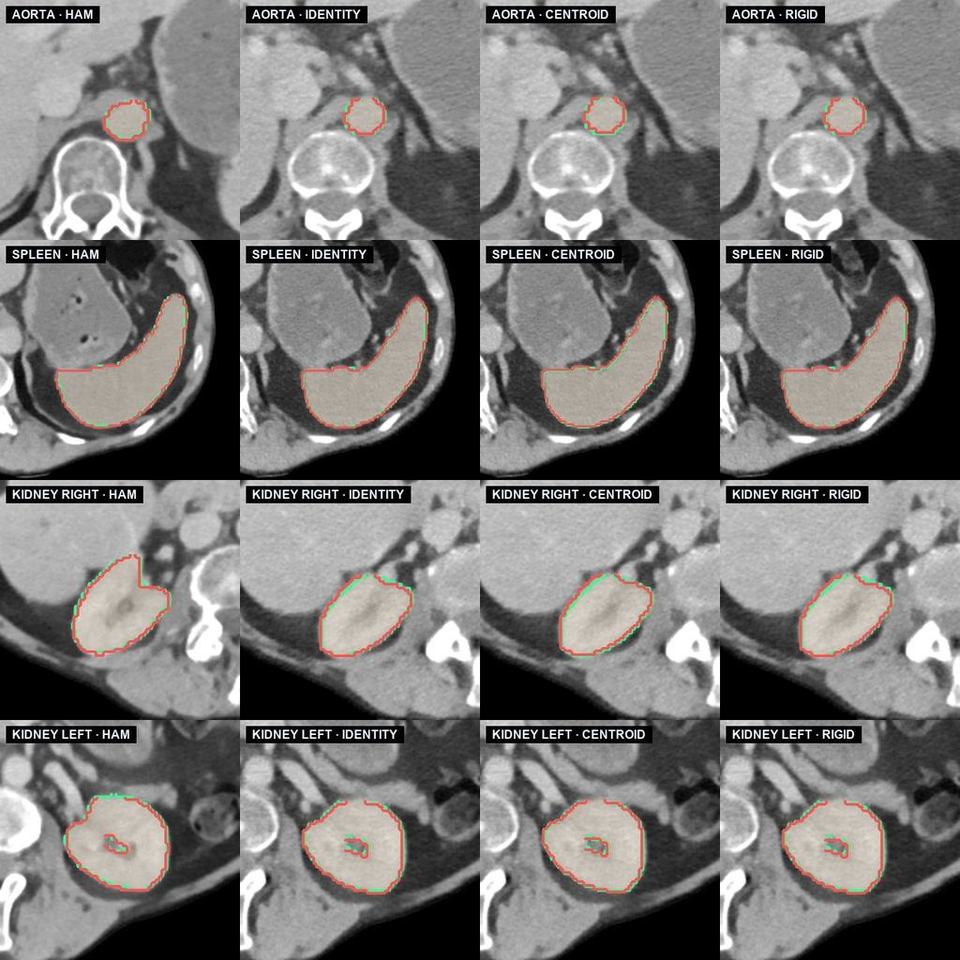 AORTA · HAM
AORTA · IDENTITY
AORTA · CENTROID
AORTA · RIGID
SPLEEN · HAM
SPLEEN · IDENTITY
SPLEEN · CENTROID
SPLEEN · RIGID
KIDNEY RIGHT · HAM
KIDNEY RIGHT · IDENTITY
KIDNEY RIGHT · CENTROID
KIDNEY RIGHT · RIGID
KIDNEY LEFT · HAM
KIDNEY LEFT · IDENTITY
KIDNEY LEFT · CENTROID
KIDNEY LEFT · RIGID